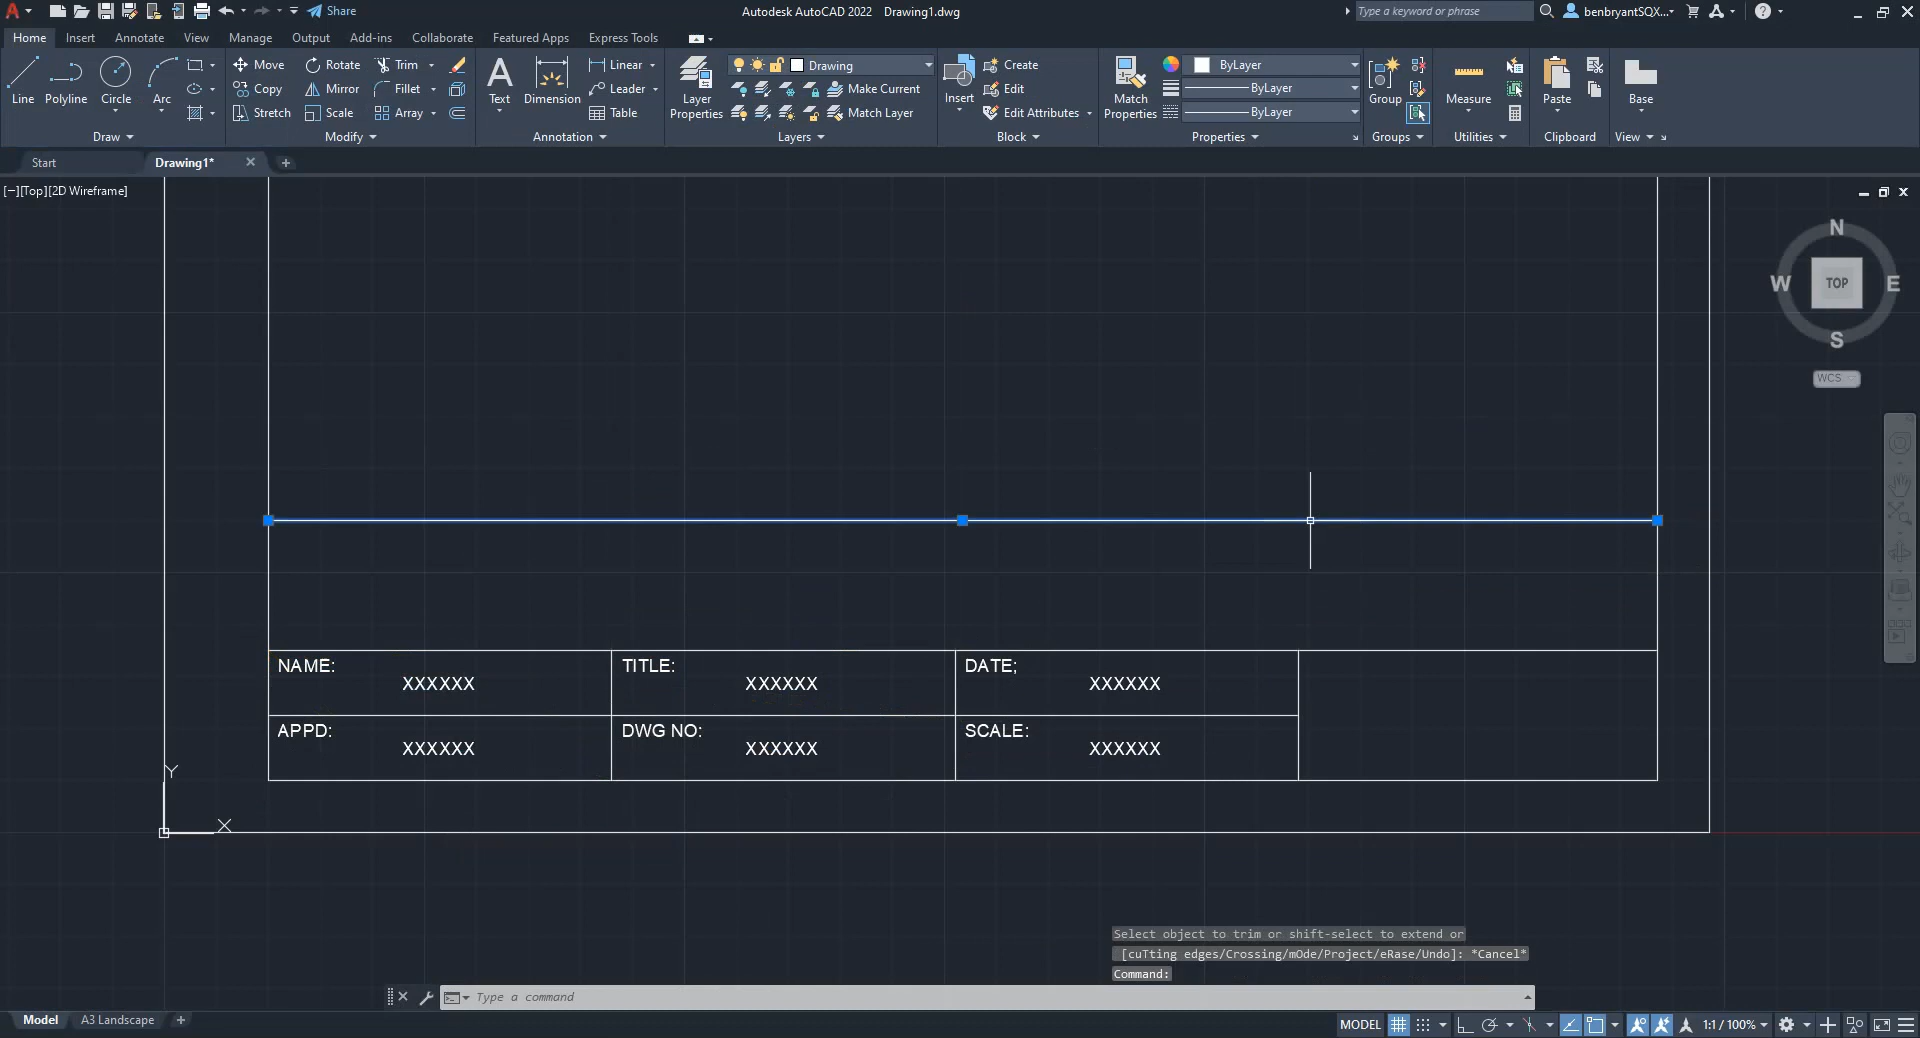 Share
Autodesk AutoCAD 2022 Drawing1.dwg
Type a keyword or phrase
benbryantSQX...
Home Insert Annotate View Manage Output Add-ins Collaborate Featured Apps Express Tools
Line Polyline Circle Arc
Move Rotate Trim
Copy Mirror Fillet
Stretch Scale Array
Text Dimension
Linear
Leader
Table
Layer Properties
Drawing
Make Current
Match Layer
Insert
Create
Edit
Edit Attributes
Match Properties
ByLayer
ByLayer
ByLayer
Group
Measure
Paste
Base
Draw Modify Annotation Layers Block Properties Groups Utilities Clipboard View
Start Drawing1*
[−][Top][2D Wireframe]
N
W TOP E
S
WCS
NAME: TITLE: DATE;
XXXXXX XXXXXX XXXXXX
APPD: DWG NO: SCALE:
XXXXXX XXXXXX XXXXXX
Y
X
Select object to trim or shift-select to extend or
[cuTting edges/Crossing/mOde/Project/eRase/Undo]: *Cancel*
Command:
Type a command
Model A3 Landscape
MODEL 1:1 / 100%